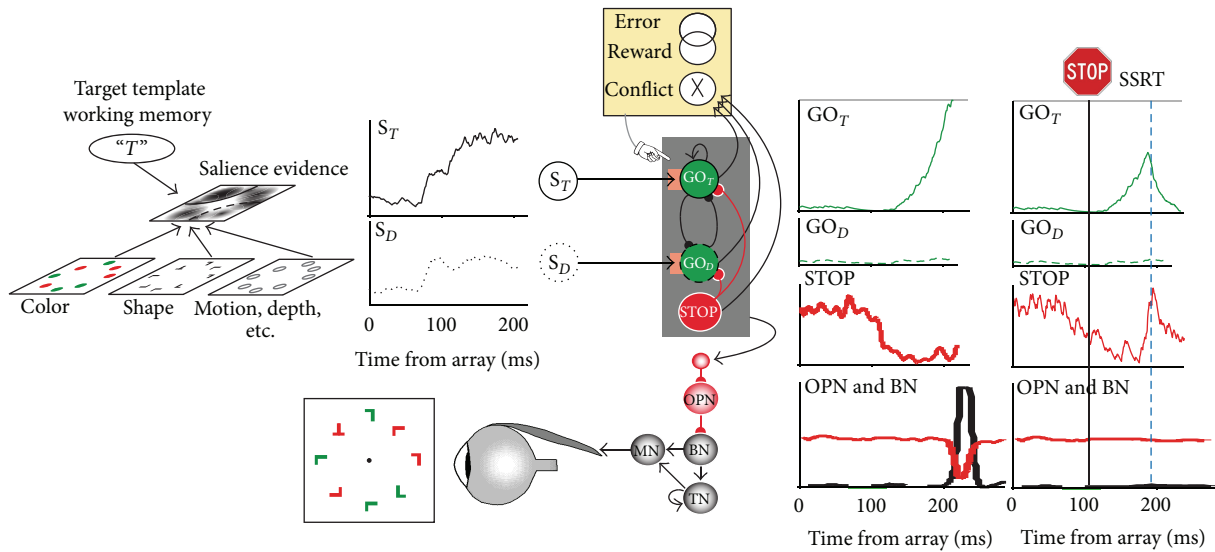 Target template
working memory
"T"
Salience evidence
Color
Shape
Motion, depth,
etc.
S_T
S_D
0
100
200
Time from array (ms)
Error
Reward
Conflict
S_T
GO_T
S_D
GO_D
STOP
OPN
MN
BN
TN
GO_T
GO_D
STOP
OPN and BN
0
100
200
Time from array (ms)
STOP
SSRT
GO_T
GO_D
STOP
OPN and BN
0
100
200
Time from array (ms)